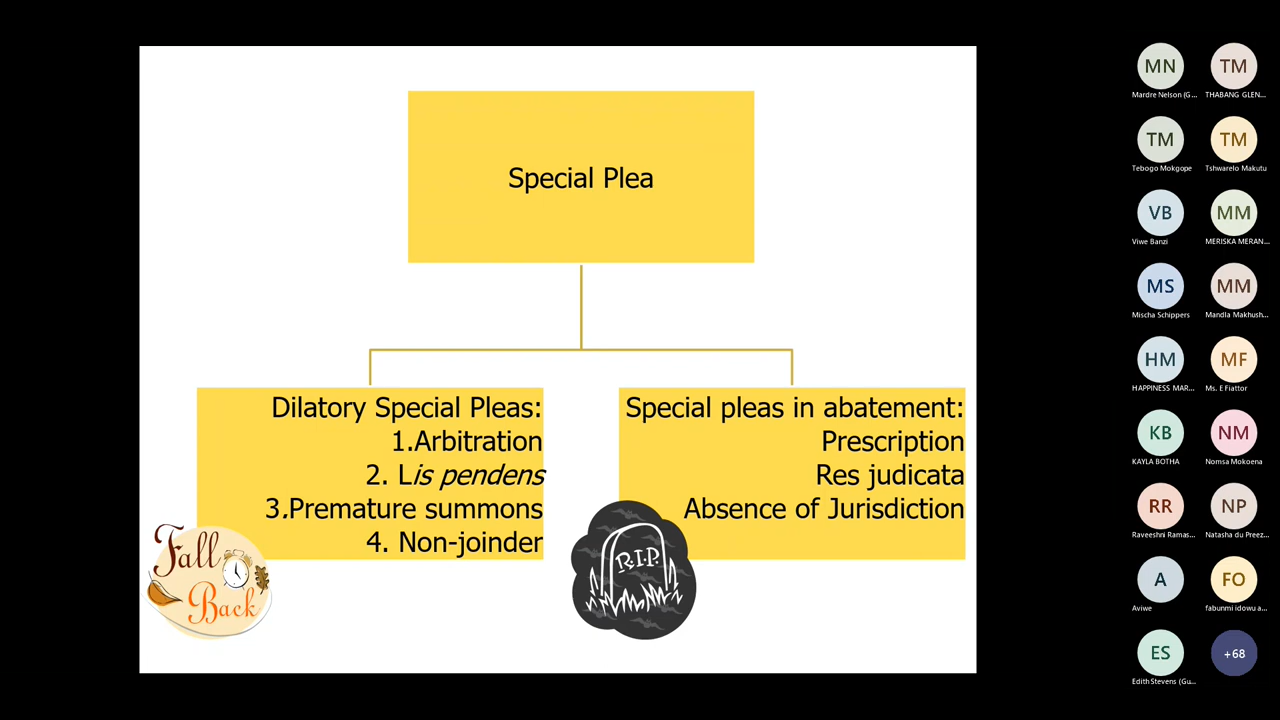 Special Plea
Dilatory Special Pleas:
1.Arbitration
2. Lis pendens
3.Premature summons
4. Non-joinder
Special pleas in abatement:
Prescription
Res judicata
Absence of Jurisdiction
Fall
Back
R.I.P.
MN
Mardre Nelson (G...
TM
THABANG GLEN...
TM
Tebogo Mokgope
TM
Tshwarelo Makutu
VB
Viwe Banzi
MM
MERISKA MERAN...
MS
Mischa Schippers
MM
Mandla Makhush...
HM
HAPPINESS MAR...
MF
Ms. E Fiattor
KB
KAYLA BOTHA
NM
Nomsa Mokoena
RR
Raveeshni Ramas...
NP
Natasha du Preez...
A
Aviwe
FO
fabunmi idowu a...
ES
Edith Stevens (Gu...
+68